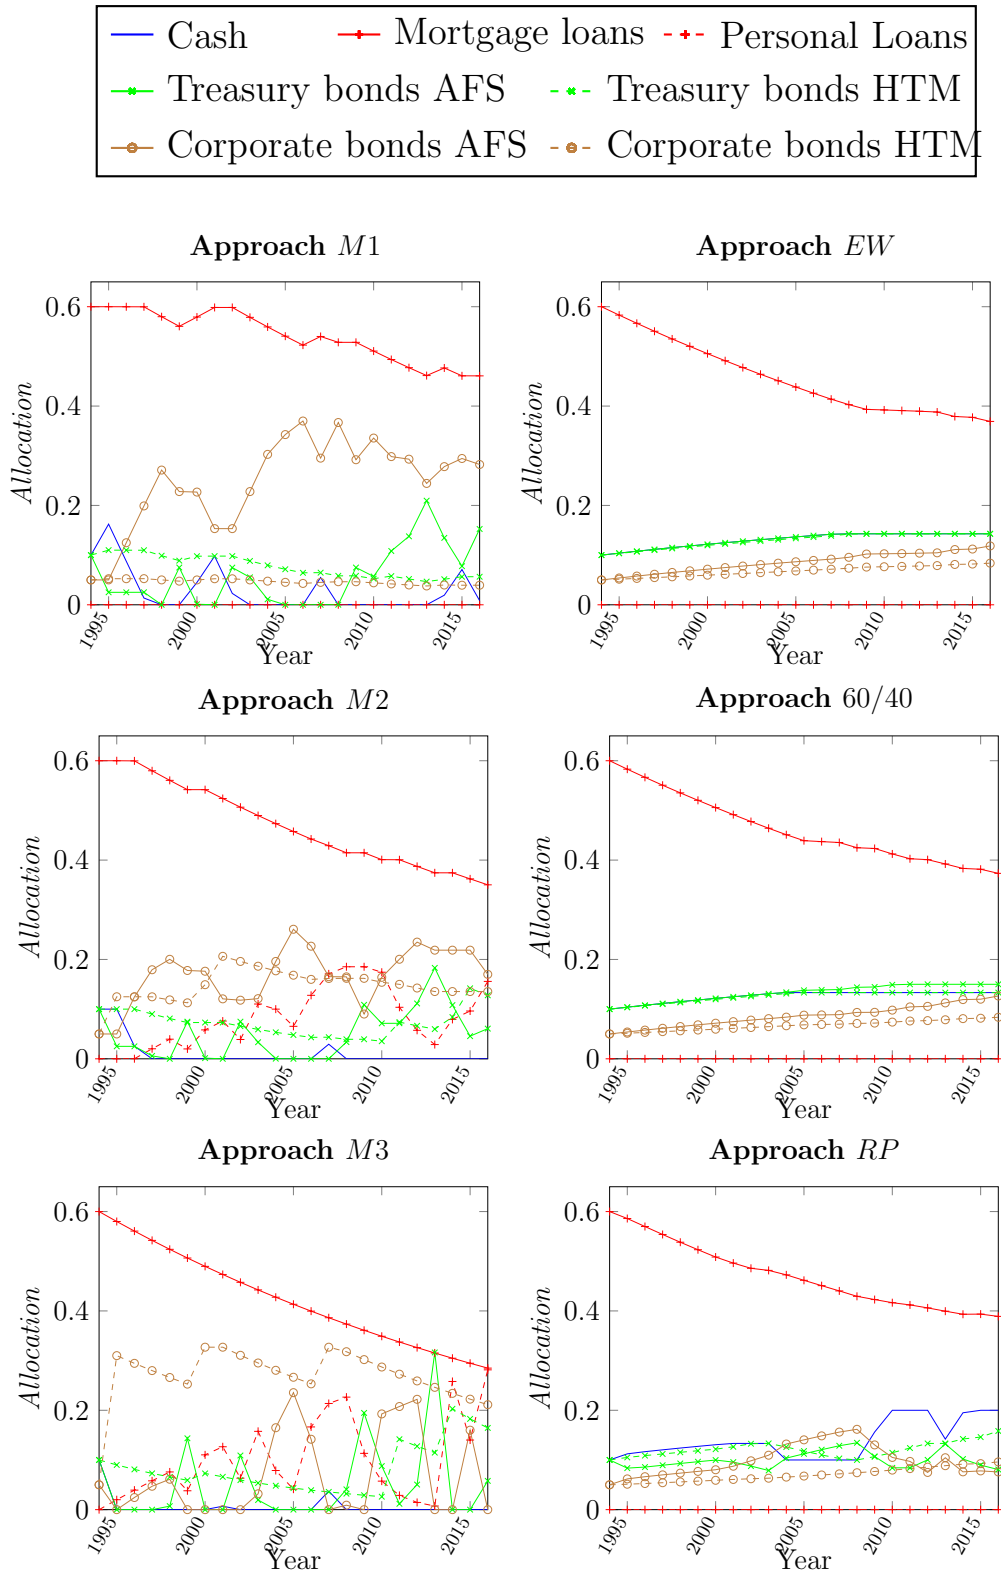 Cash Mortgage loans Personal Loans
Treasury bonds AFS Treasury bonds HTM
Corporate bonds AFS Corporate bonds HTM
Approach M1
0.6
0.4
0.2
0
Allocation
1995 2000 2005 2010 2015
Year
Approach EW
0.6
0.4
0.2
0
Allocation
1995 2000 2005 2010 2015
Year
Approach M2
0.6
0.4
0.2
0
Allocation
1995 2000 2005 2010 2015
Year
Approach 60/40
0.6
0.4
0.2
0
Allocation
1995 2000 2005 2010 2015
Year
Approach M3
0.6
0.4
0.2
0
Allocation
1995 2000 2005 2010 2015
Year
Approach RP
0.6
0.4
0.2
0
Allocation
1995 2000 2005 2010 2015
Year